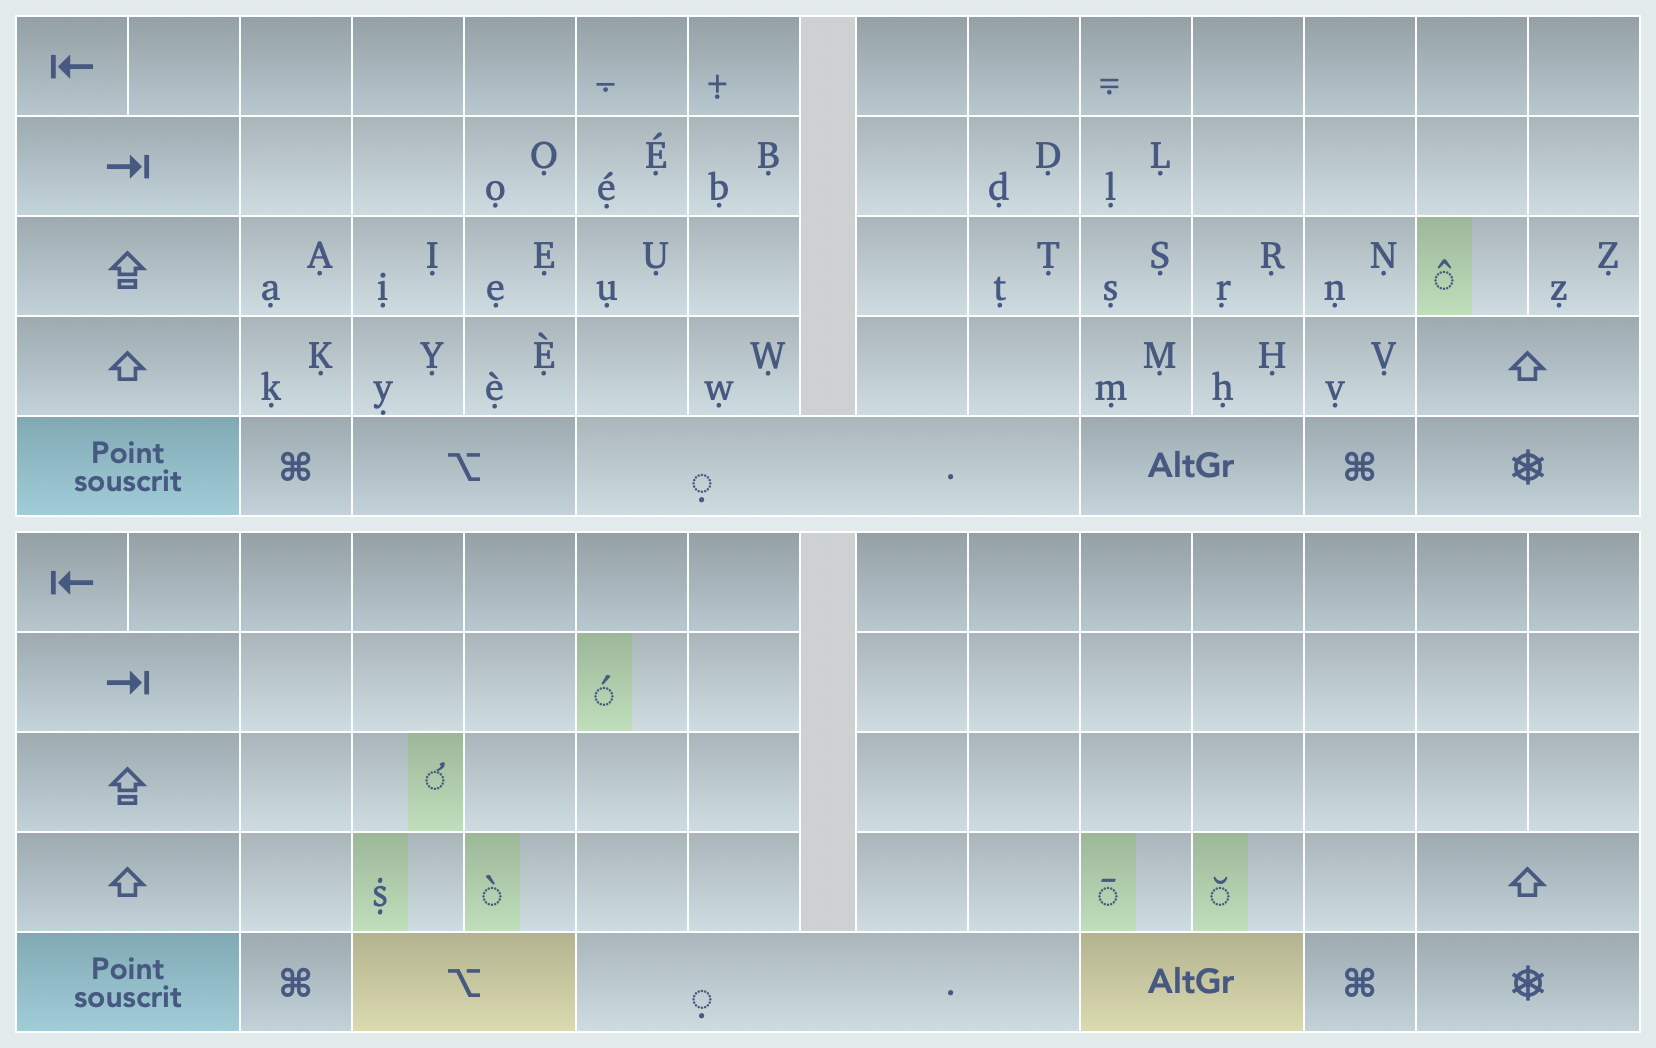 ⇤ ⨪ ⨥ ⩦
⇥ ọ Ọ ẹ́ Ẹ́ ḅ Ḅ ḍ Ḍ ḷ Ḷ
⇪ ạ Ạ ị Ị ẹ Ẹ ụ Ụ ṭ Ṭ ṣ Ṣ ṛ Ṛ ṇ Ṇ ◌̂ ẓ Ẓ
⇧ ḳ Ḳ ỵ Ỵ ẹ̀ Ẹ̀ ẉ Ẉ ṃ Ṃ ḥ Ḥ ṿ Ṿ ⇧
Point souscrit ⌘ ⌥ ◌̣ . AltGr ⌘ ⎈
⇤
⇥ ◌́
⇪ ◌̛
⇧ ṩ ◌̀ ◌̄ ◌̆ ⇧
Point souscrit ⌘ ⌥ ◌̣ . AltGr ⌘ ⎈